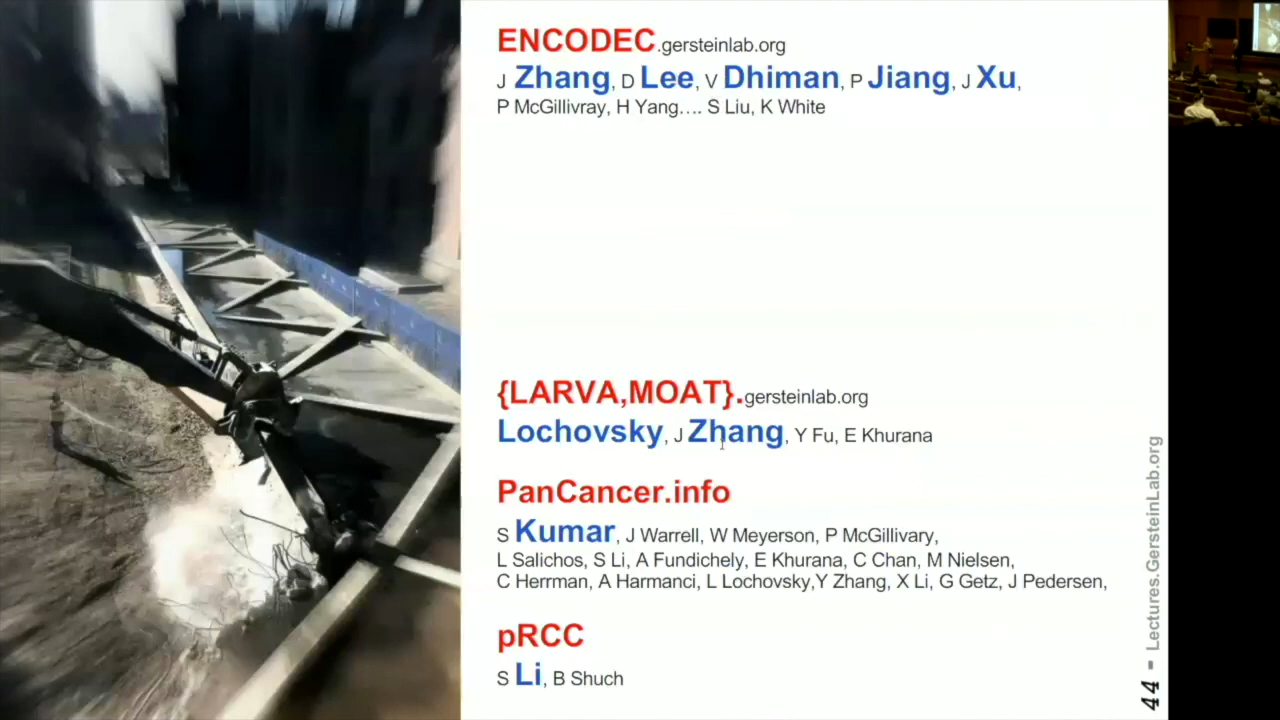 ENCODEC.gersteinlab.org
J Zhang, D Lee, V Dhiman, P Jiang, J Xu,
P McGillivray, H Yang.... S Liu, K White
{LARVA,MOAT}.gersteinlab.org
Lochovsky, J Zhang, Y Fu, E Khurana
PanCancer.info
S Kumar, J Warrell, W Meyerson, P McGillivary,
L Salichos, S Li, A Fundichely, E Khurana, C Chan, M Nielsen,
C Herrman, A Harmanci, L Lochovsky,Y Zhang, X Li, G Getz, J Pedersen,
pRCC
S Li, B Shuch
44 - Lectures.GersteinLab.org